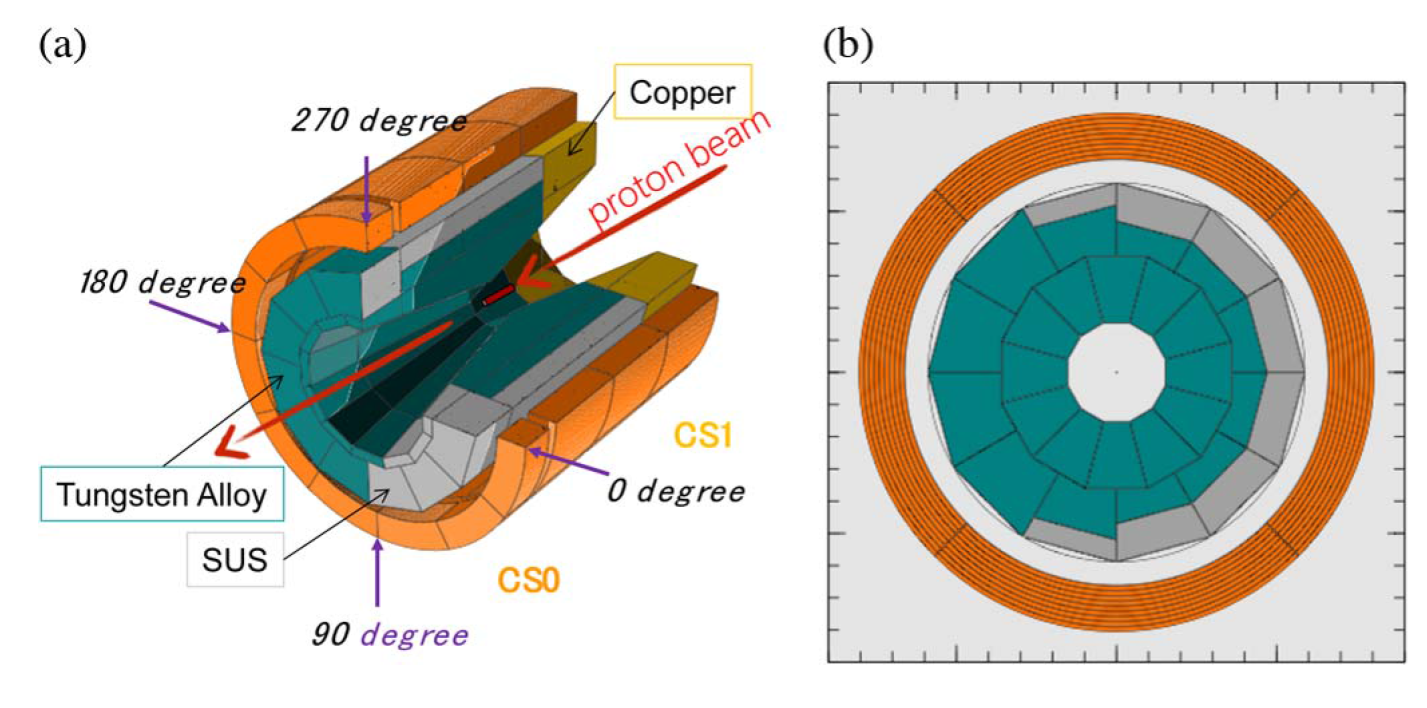 (a)
(b)
Copper
270 degree
proton beam
180 degree
CS1
Tungsten Alloy
0 degree
SUS
CS0
90 degree